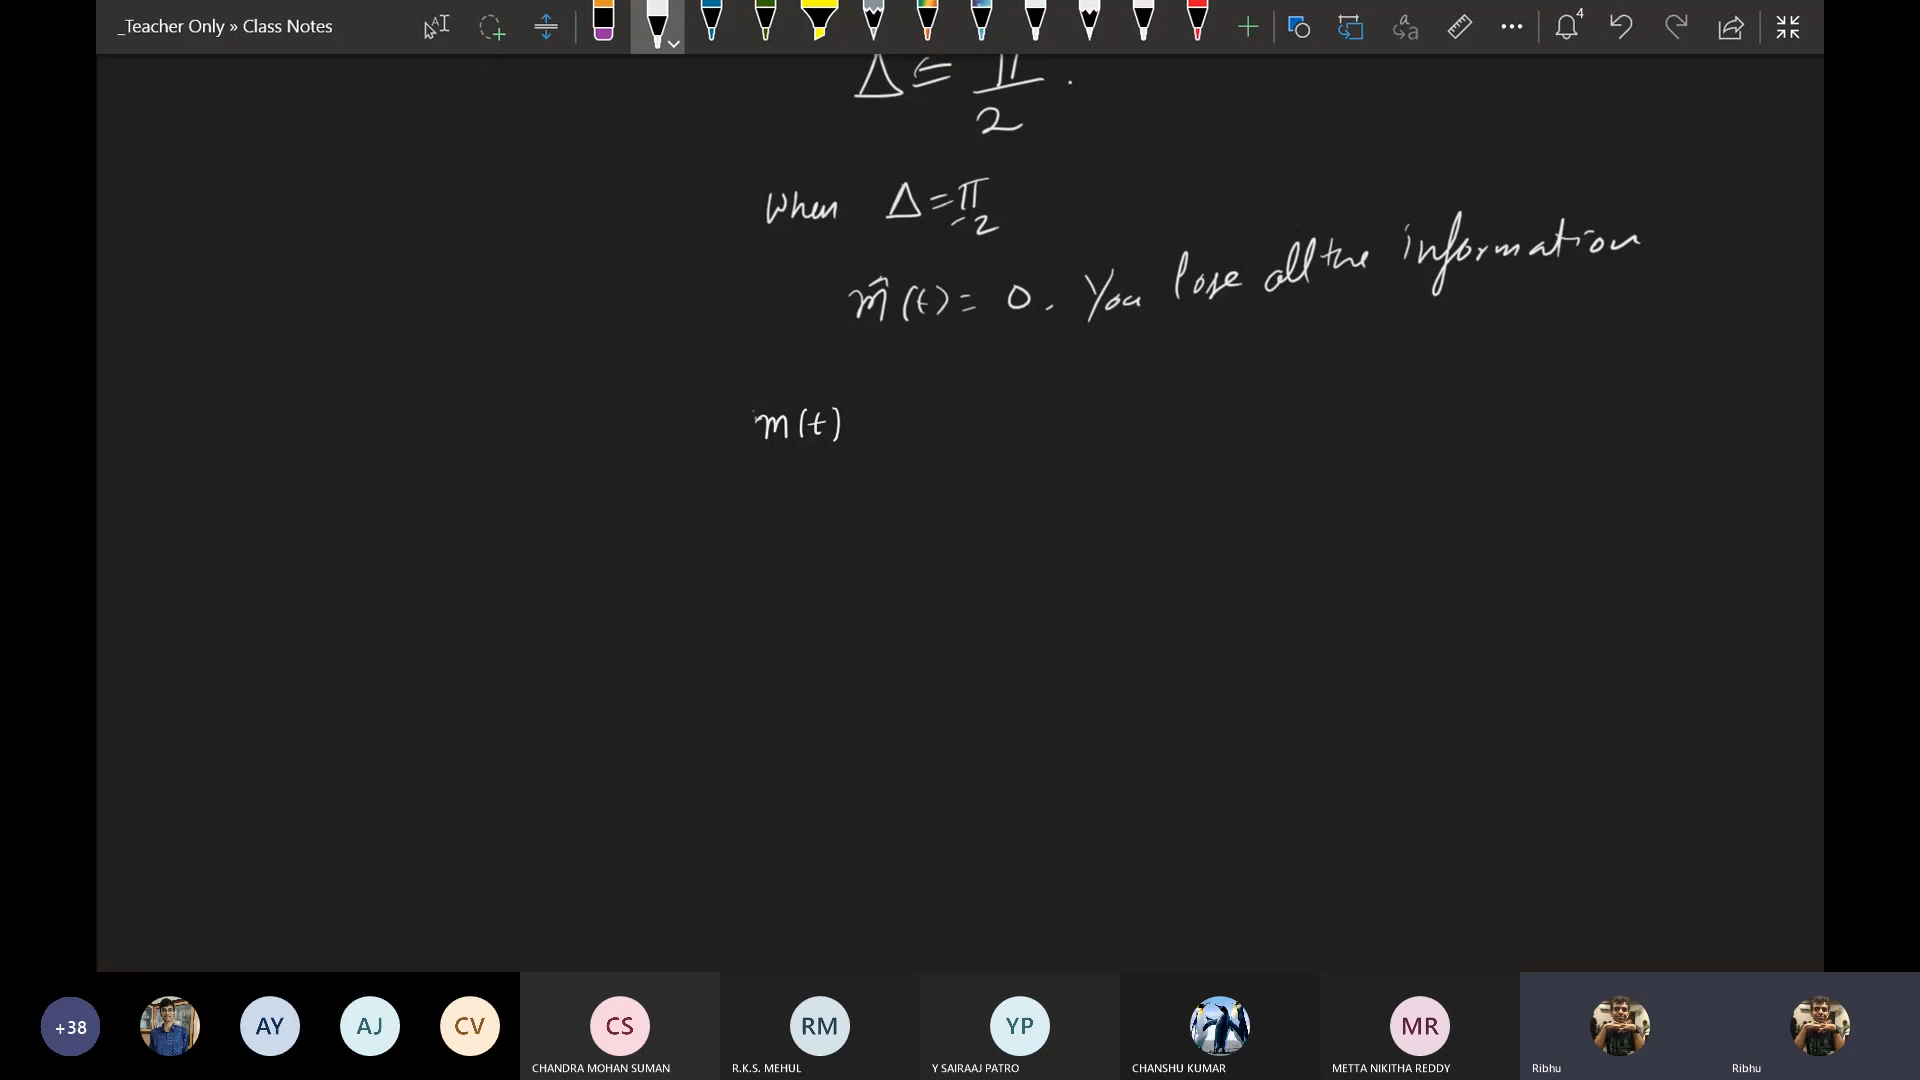 _Teacher Only » Class Notes
4
Δ = π/2 .
When Δ = π/2
m̂(t) = 0. You lose all the information
m(t)
+38
AY
AJ
CV
CS
RM
YP
MR
CHANDRA MOHAN SUMAN
R.K.S. MEHUL
Y SAIRAAJ PATRO
CHANSHU KUMAR
METTA NIKITHA REDDY
Ribhu
Ribhu